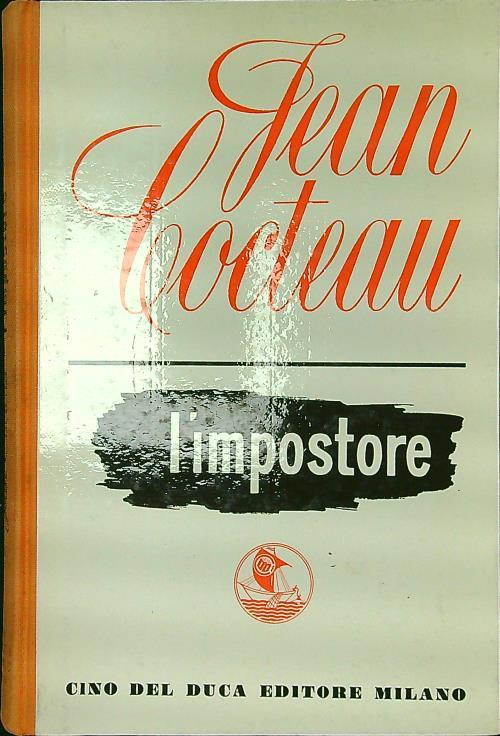 Jean
Cocteau
l'impostore
CINO DEL DUCA EDITORE MILANO